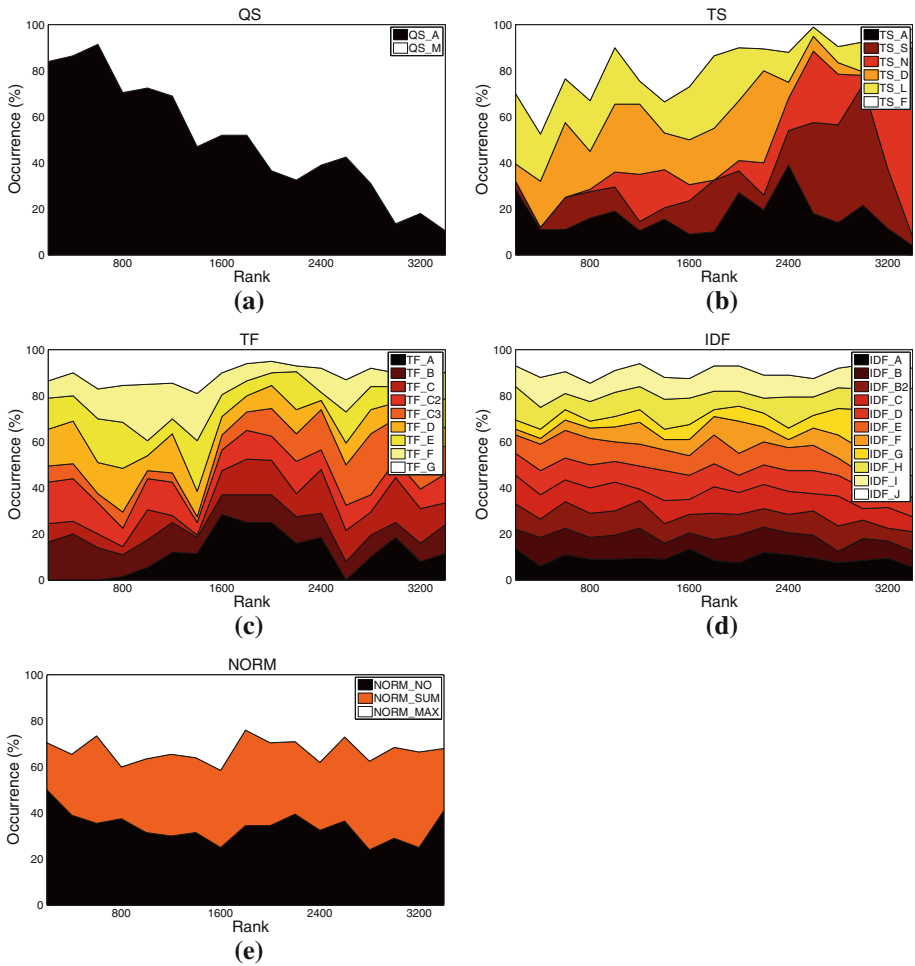 QS
Occurrence (%)
100
80
60
40
20
0
800
1600
2400
3200
Rank
QS_A
QS_M
(a)
TS
Occurrence (%)
100
80
60
40
20
0
800
1600
2400
3200
Rank
TS_A
TS_S
TS_N
TS_D
TS_L
TS_F
(b)
TF
Occurrence (%)
100
80
60
40
20
0
800
1600
2400
3200
Rank
TF_A
TF_B
TF_C
TF_C2
TF_C3
TF_D
TF_E
TF_F
TF_G
(c)
IDF
Occurrence (%)
100
80
60
40
20
0
800
1600
2400
3200
Rank
IDF_A
IDF_B
IDF_B2
IDF_C
IDF_D
IDF_E
IDF_F
IDF_G
IDF_H
IDF_I
IDF_J
(d)
NORM
Occurrence (%)
100
80
60
40
20
0
800
1600
2400
3200
Rank
NORM_NO
NORM_SUM
NORM_MAX
(e)